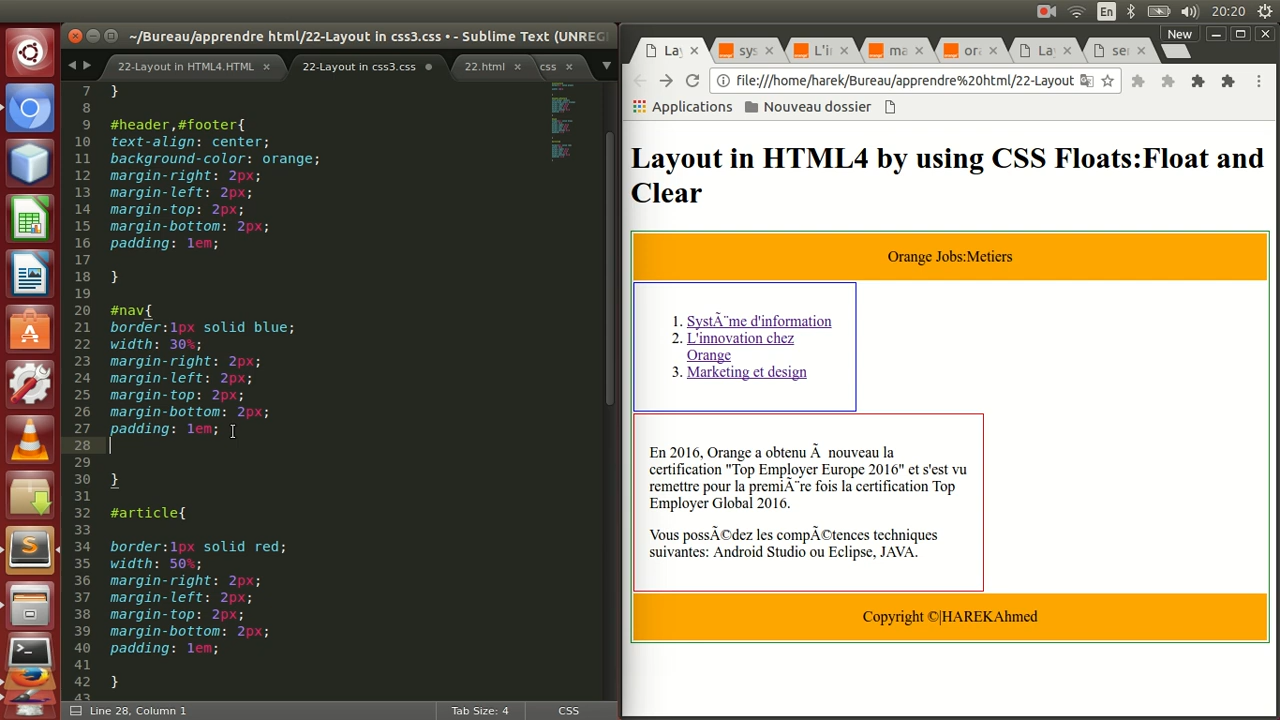 En
20:20
~/Bureau/apprendre html/22-Layout in css3.css • - Sublime Text (UNREG
22-Layout in HTML4.HTML ×
22-Layout in css3.css
22.html ×
css ×
7 }
8
9 #header,#footer{
10 text-align: center;
11 background-color: orange;
12 margin-right: 2px;
13 margin-left: 2px;
14 margin-top: 2px;
15 margin-bottom: 2px;
16 padding: 1em;
17
18 }
19
20 #nav{
21 border:1px solid blue;
22 width: 30%;
23 margin-right: 2px;
24 margin-left: 2px;
25 margin-top: 2px;
26 margin-bottom: 2px;
27 padding: 1em;
28
29
30 }
31
32 #article{
33
34 border:1px solid red;
35 width: 50%;
36 margin-right: 2px;
37 margin-left: 2px;
38 margin-top: 2px;
39 margin-bottom: 2px;
40 padding: 1em;
41
42 }
43
Line 28, Column 1
Tab Size: 4
CSS
New
Lay ×
sys ×
L'in ×
ma ×
ora ×
Lay ×
ser ×
file:///home/harek/Bureau/apprendre%20html/22-Layout
Applications
Nouveau dossier
Layout in HTML4 by using CSS Floats:Float and
Clear
Orange Jobs:Metiers
1. SystÃ¨me d'information
2. L'innovation chez
Orange
3. Marketing et design
En 2016, Orange a obtenu Ã  nouveau la
certification "Top Employer Europe 2016" et s'est vu
remettre pour la premiÃ¨re fois la certification Top
Employer Global 2016.
Vous possÃ©dez les compÃ©tences techniques
suivantes: Android Studio ou Eclipse, JAVA.
Copyright ©|HAREKAhmed